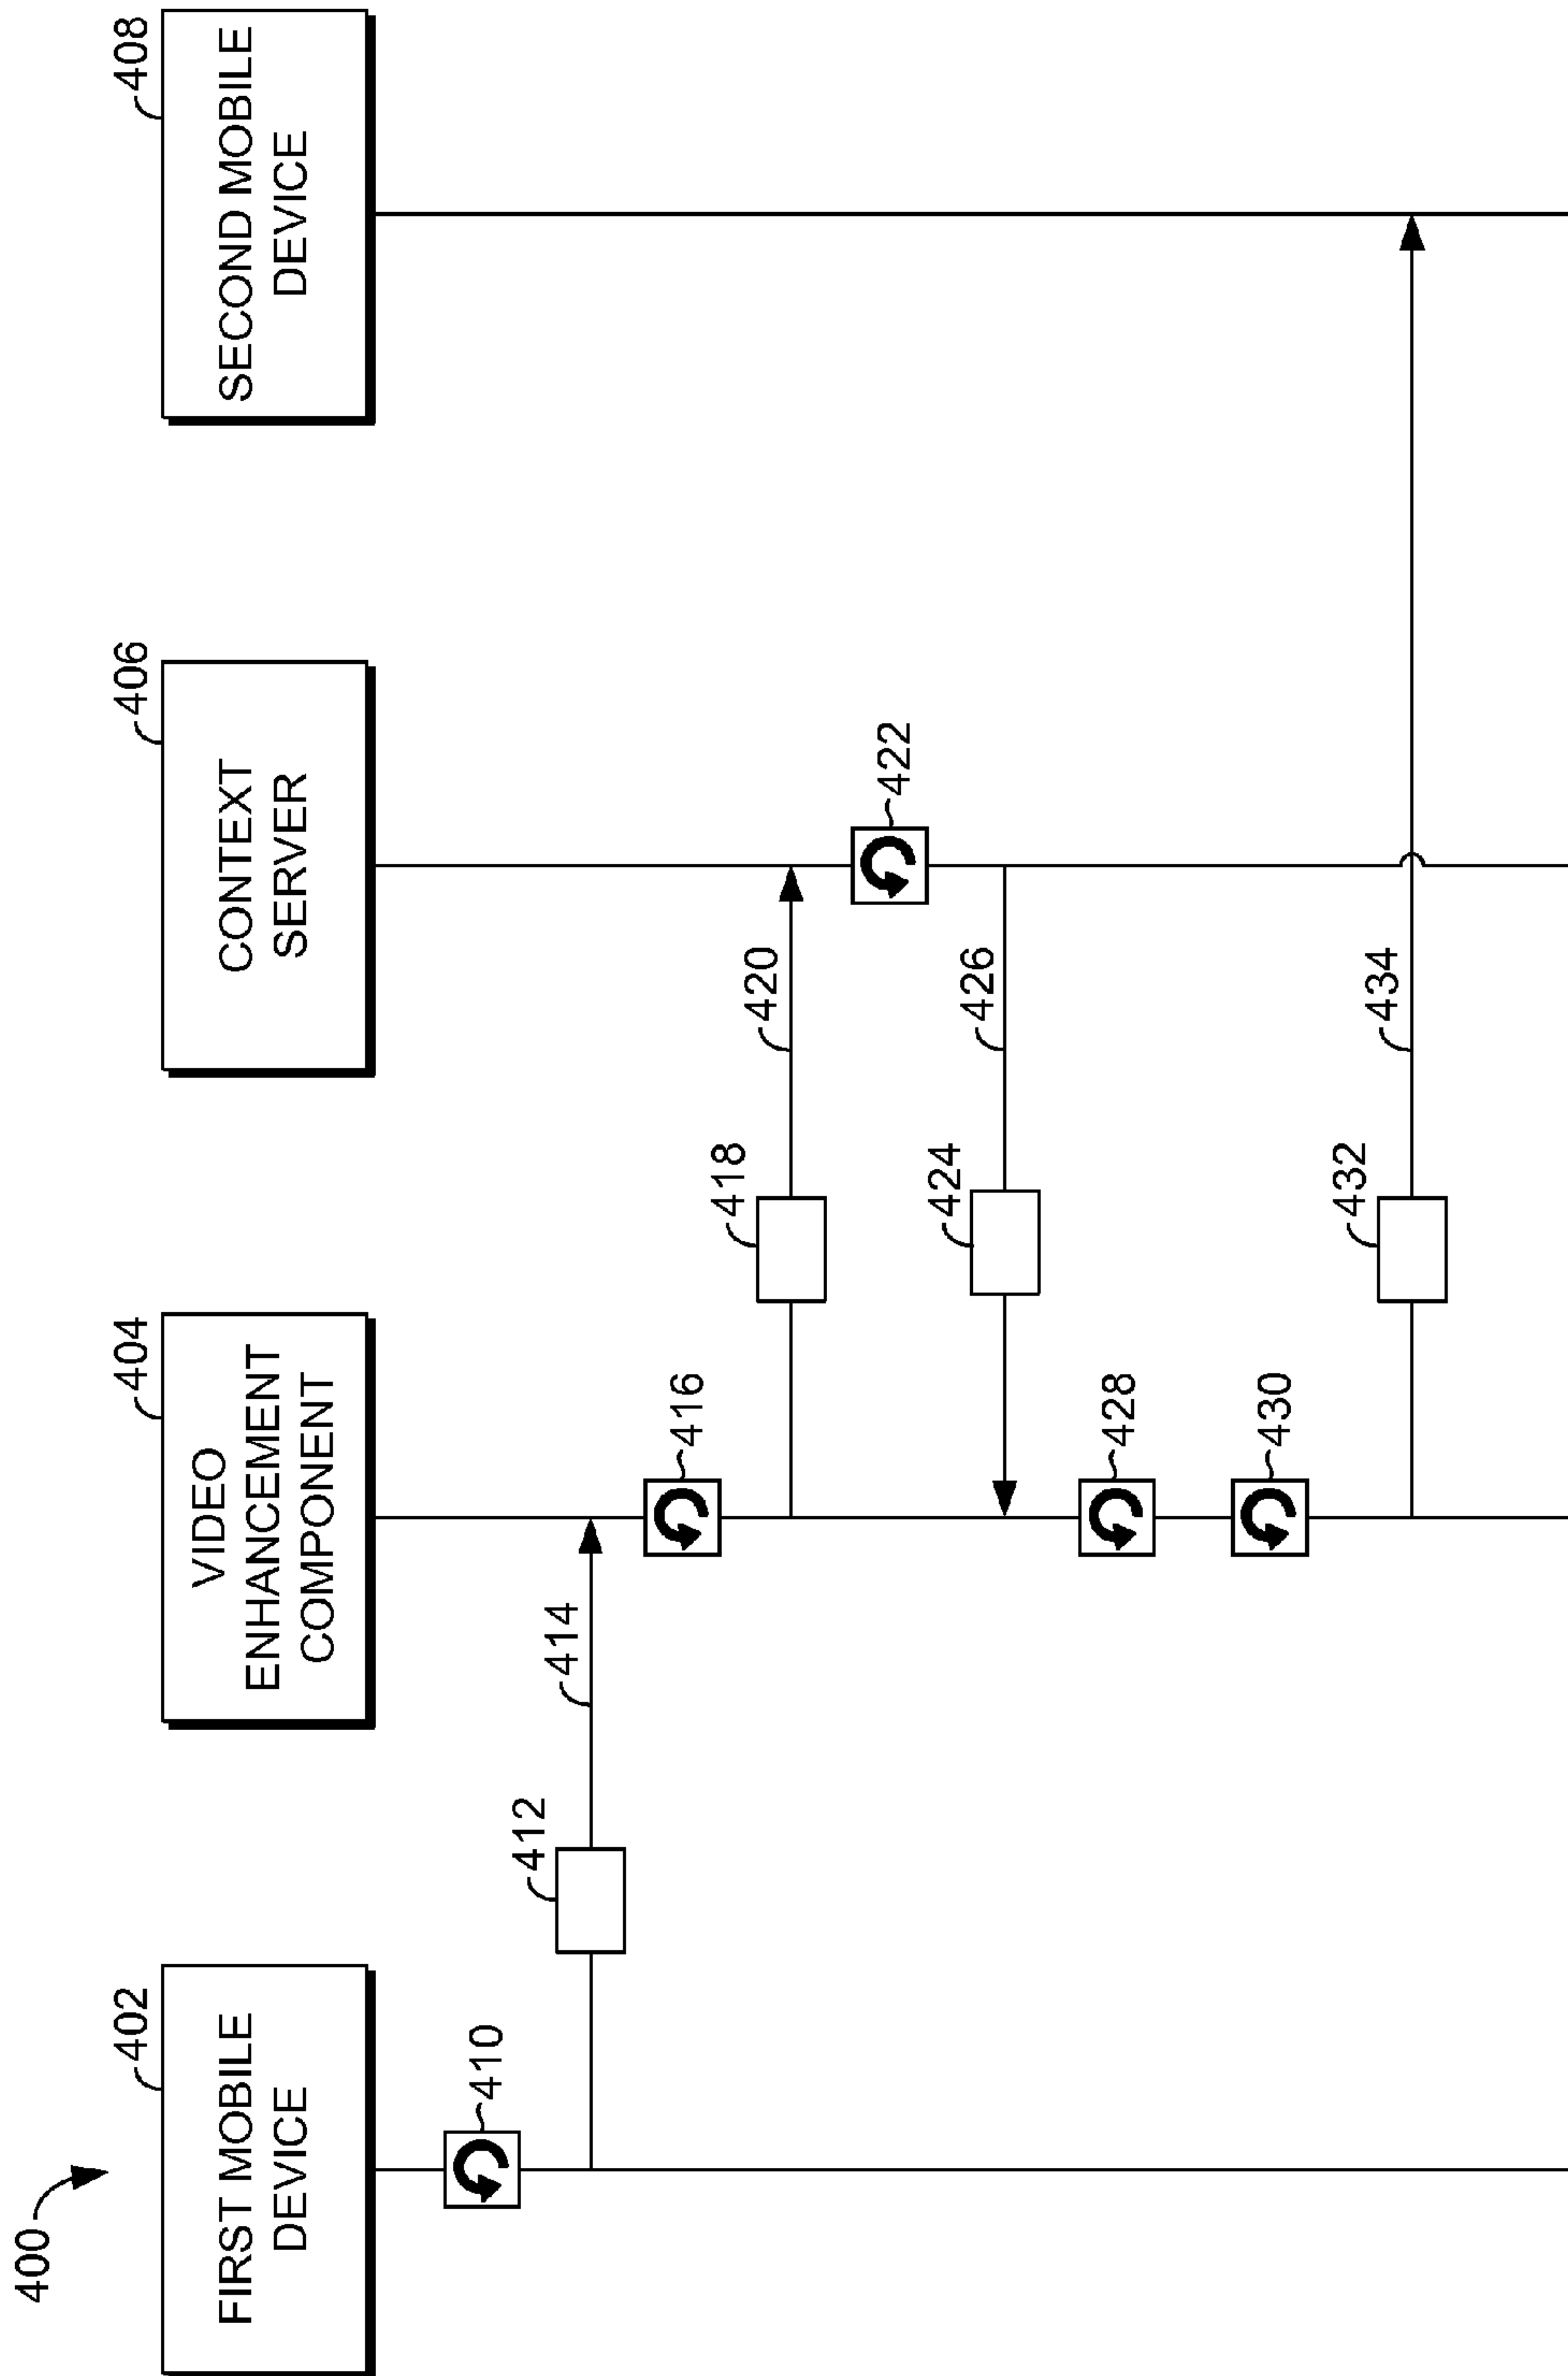 400
402
FIRST MOBILE
DEVICE
404
VIDEO
ENHANCEMENT
COMPONENT
406
CONTEXT
SERVER
408
SECOND MOBILE
DEVICE
410
412
414
416
418
420
422
424
426
428
430
432
434